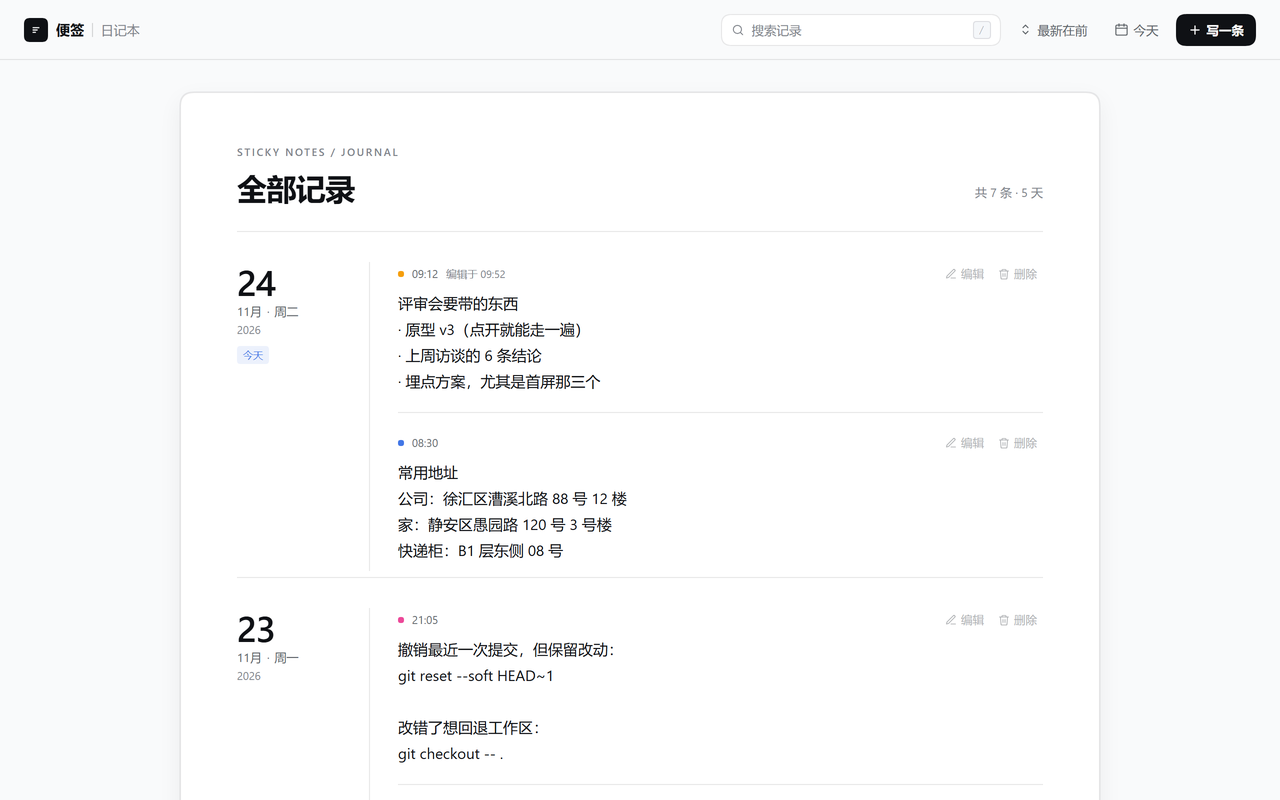 便签 日记本 搜索记录 / 最新在前 今天 写一条
STICKY NOTES / JOURNAL
全部记录
共 7 条 · 5 天
24
11月 · 周二
2026
今天
09:12 编辑于 09:52 编辑 删除
评审会要带的东西
· 原型 v3（点开就能走一遍）
· 上周访谈的 6 条结论
· 埋点方案，尤其是首屏那三个
08:30 编辑 删除
常用地址
公司：徐汇区漕溪北路 88 号 12 楼
家：静安区愚园路 120 号 3 号楼
快递柜：B1 层东侧 08 号
23
11月 · 周一
2026
21:05 编辑 删除
撤销最近一次提交，但保留改动：
git reset --soft HEAD~1
改错了想回退工作区：
git checkout -- .